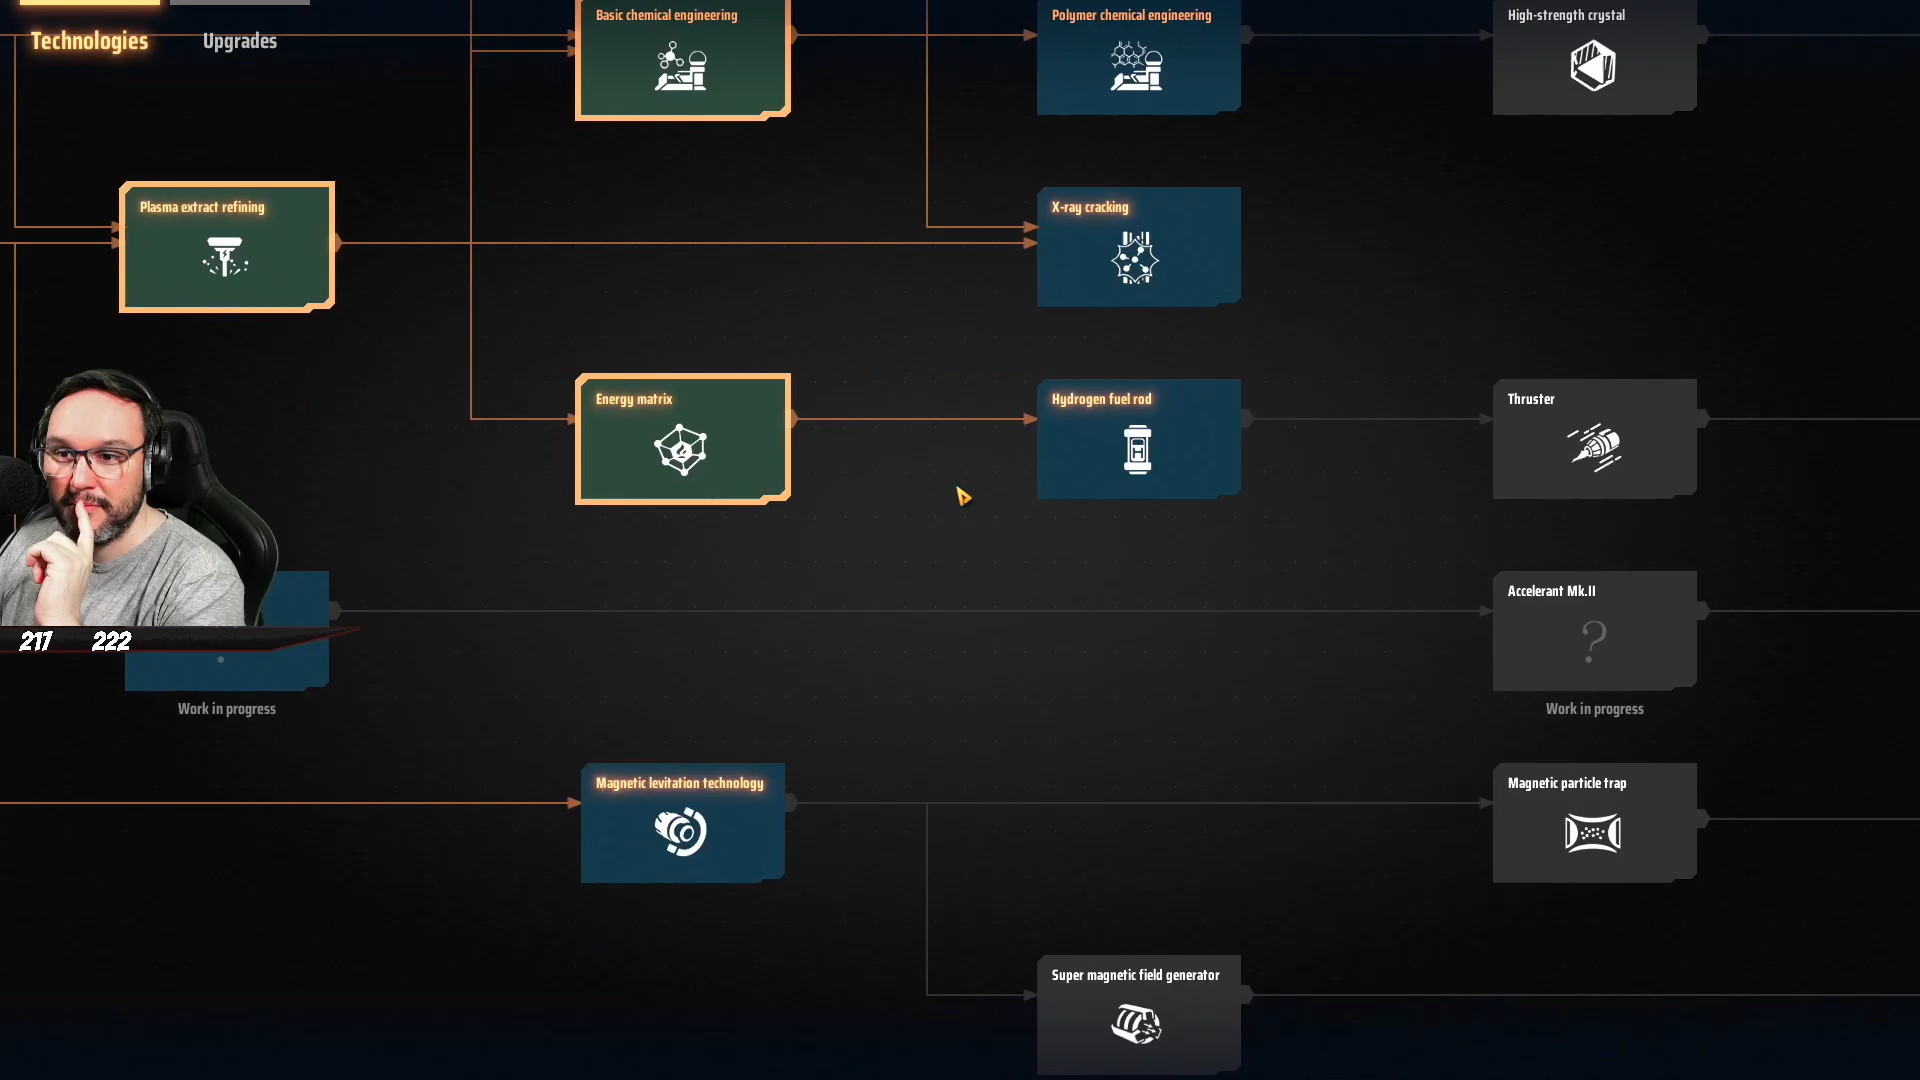 Basic chemical engineering
Polymer chemical engineering
High-strength crystal
Technologies
Upgrades
Plasma extract refining
X-ray cracking
Energy matrix
Hydrogen fuel rod
H
Thruster
Accelerant Mk.II
?
217 222
Work in progress
Work in progress
Magnetic levitation technology
Magnetic particle trap
Super magnetic field generator